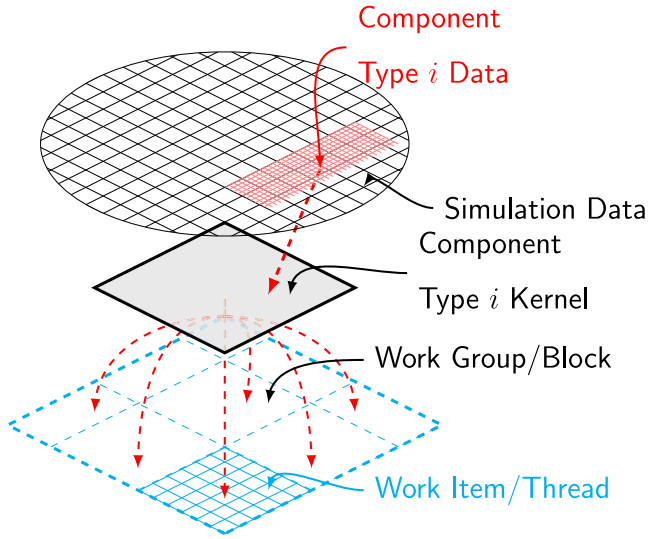 Component
Type i Data
Simulation Data
Component
Type i Kernel
Work Group/Block
Work Item/Thread